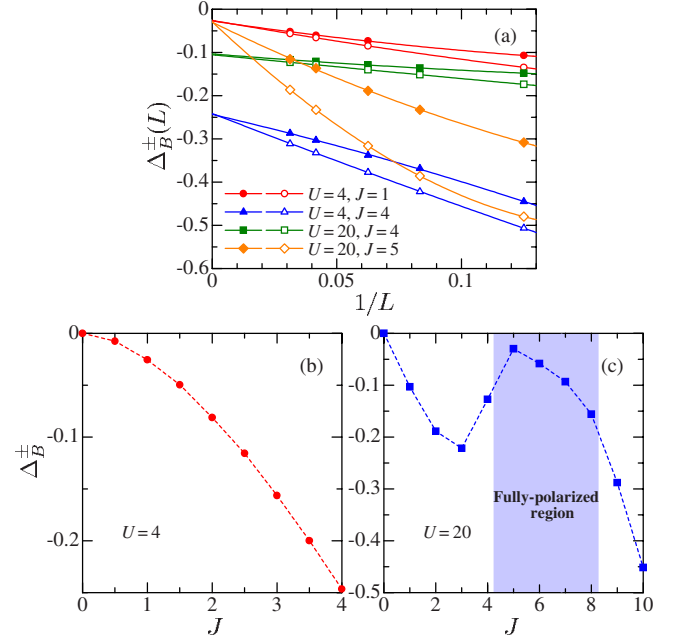 0
-0.1
-0.2
-0.3
-0.4
-0.5
-0.6
Δ_B^±(L)
(a)
U=4, J=1
U=4, J=4
U=20, J=4
U=20, J=5
0 0.05 0.1
1/L
0
-0.1
-0.2
Δ_B^±
(b)
U=4
0 1 2 3 4
J
0
-0.1
-0.2
-0.3
-0.4
-0.5
(c)
Fully-polarized
region
U=20
0 2 4 6 8 10
J